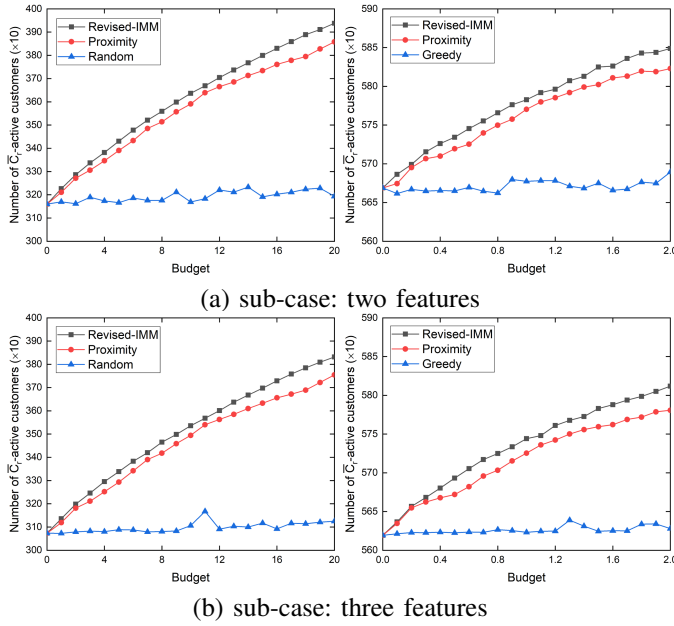 400
390
380
370
360
350
340
330
320
310
300
Number of C̅ᵣ-active customers (×10)
Revised-IMM
Proximity
Random
0 4 8 12 16 20
Budget
590
585
580
575
570
665
560
Number of C̅ᵣ-active customers (×10)
Revised-IMM
Proximity
Greedy
0.0 0.4 0.8 1.2 1.6 2.0
Budget
(a) sub-case: two features
400
390
380
370
360
350
340
330
320
310
300
Number of C̅ᵣ-active customers (×10)
Revised-IMM
Proximity
Random
0 4 8 12 16 20
Budget
590
585
580
575
570
665
560
Number of C̅ᵣ-active customers (×10)
Revised-IMM
Proximity
Greedy
0.0 0.4 0.8 1.2 1.6 2.0
Budget
(b) sub-case: three features